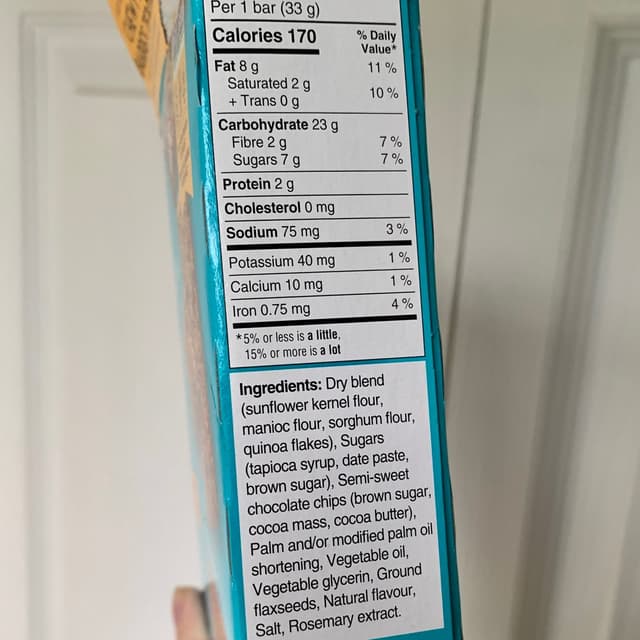 Per 1 bar (33 g)
Calories 170 % Daily
Value*
Fat 8 g 11 %
Saturated 2 g
+ Trans 0 g 10 %
Carbohydrate 23 g
Fibre 2 g 7 %
Sugars 7 g 7 %
Protein 2 g
Cholesterol 0 mg
Sodium 75 mg 3 %
Potassium 40 mg 1 %
Calcium 10 mg 1 %
Iron 0.75 mg 4 %
*5% or less is a little,
15% or more is a lot
Ingredients: Dry blend
(sunflower kernel flour,
manioc flour, sorghum flour,
quinoa flakes), Sugars
(tapioca syrup, date paste,
brown sugar), Semi-sweet
chocolate chips (brown sugar,
cocoa mass, cocoa butter),
Palm and/or modified palm oil
shortening, Vegetable oil,
Vegetable glycerin, Ground
flaxseeds, Natural flavour,
Salt, Rosemary extract.